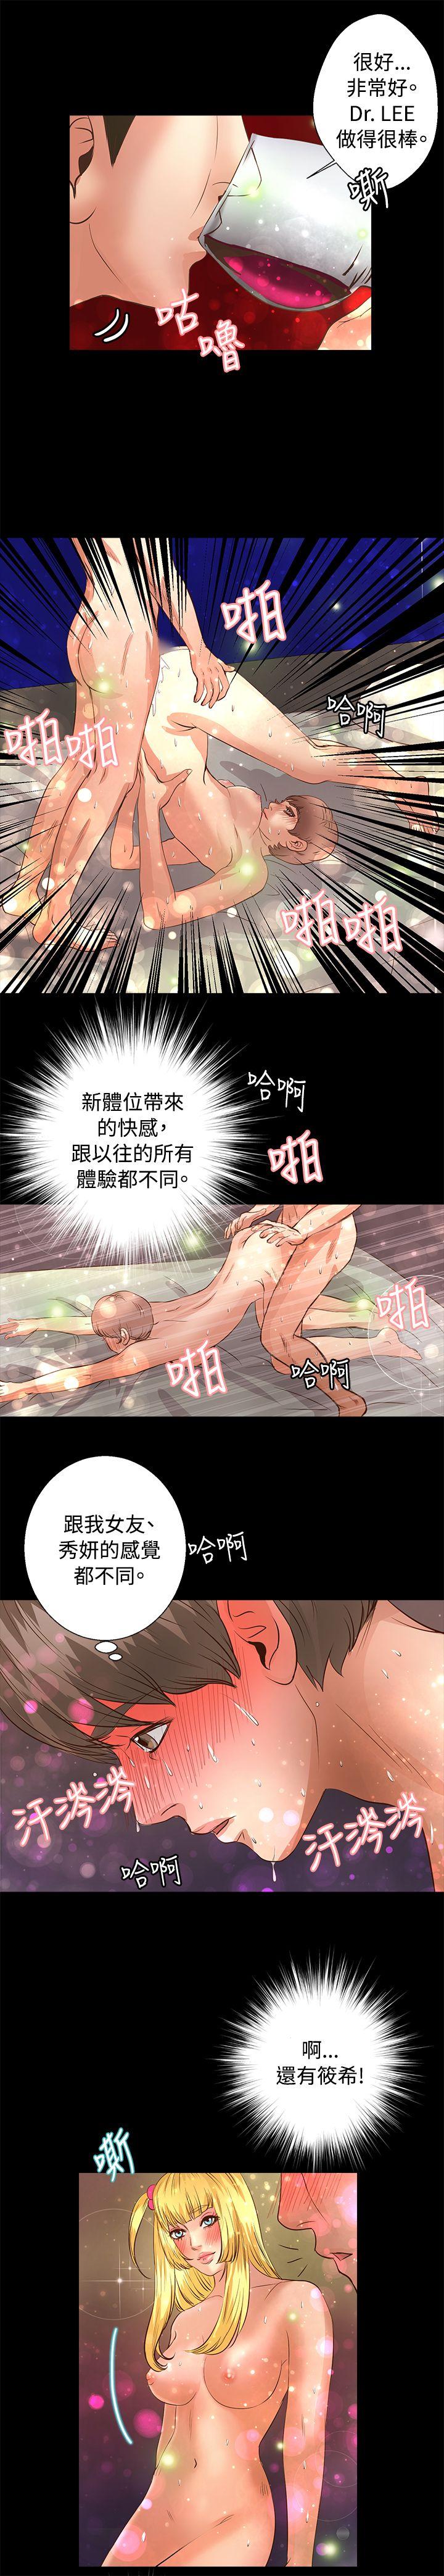 很好…
非常好。
Dr. LEE
做得很棒。
嘶
咕
嚕
啪
哈啊
啪啪
啪啪
新體位帶來
的快感，
跟以往的所有
體驗都不同。
哈啊
啪
啪
啪
哈啊
跟我女友、
秀妍的感覺
都不同。
哈啊
汗涔涔
汗涔涔
哈啊
啊…
還有筱希!
嘶